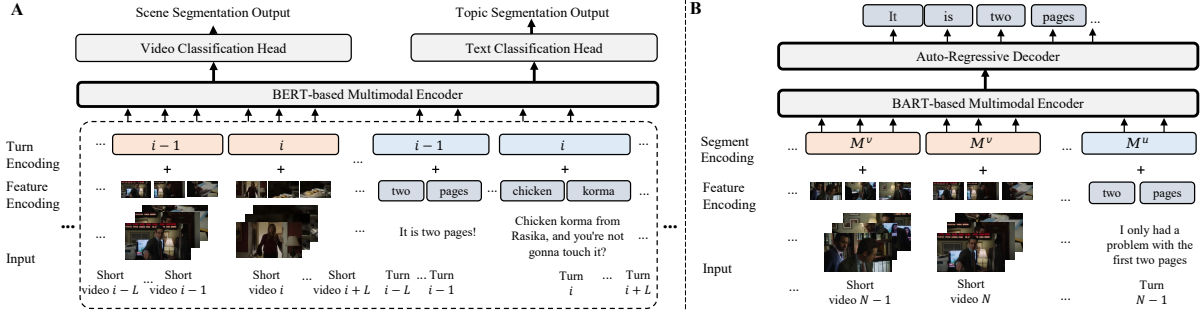 A
Scene Segmentation Output
Topic Segmentation Output
Video Classification Head
Text Classification Head
BERT-based Multimodal Encoder
Turn
Encoding
... i − 1 i ... i − 1 i ...
+ + + +
Feature
Encoding
... ... two pages ... chicken korma ...
Input
... ... It is two pages! Chicken korma from
Rasika, and you're not
gonna touch it? ...
... ...
Short
video i−L
... Short
video i−1
Short
video i
... Short
video i+L
Turn
i−L
... Turn
i−1
Turn
i
... Turn
i+L
B
It is two pages ...
Auto-Regressive Decoder
BART-based Multimodal Encoder
Segment
Encoding
... Mᵛ Mᵛ ... Mᵘ
+ + +
Feature
Encoding
... ... two pages
Input
... ... I only had a
problem with the
first two pages
... Short
video N−1
Short
video N
... Turn
N−1